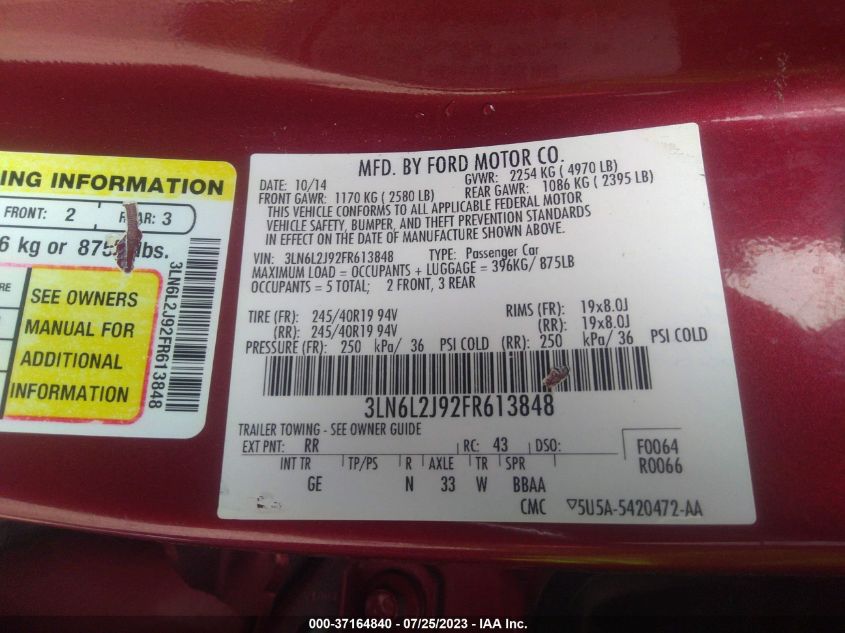 ING INFORMATION
FRONT: 2 REAR: 3
6 kg or 875 lbs.
RE
SEE OWNERS
MANUAL FOR
ADDITIONAL
INFORMATION
3LN6L2J92FR613848
MFD. BY FORD MOTOR CO.
DATE: 10/14 GVWR: 2254 KG ( 4970 LB)
FRONT GAWR: 1170 KG ( 2580 LB) REAR GAWR: 1086 KG ( 2395 LB)
THIS VEHICLE CONFORMS TO ALL APPLICABLE FEDERAL MOTOR
VEHICLE SAFETY, BUMPER, AND THEFT PREVENTION STANDARDS
IN EFFECT ON THE DATE OF MANUFACTURE SHOWN ABOVE.
VIN: 3LN6L2J92FR613848 TYPE: Passenger Car
MAXIMUM LOAD = OCCUPANTS + LUGGAGE = 396KG/ 875LB
OCCUPANTS = 5 TOTAL; 2 FRONT, 3 REAR
TIRE (FR): 245/40R19 94V RIMS (FR): 19x8.0J
(RR): 245/40R19 94V (RR): 19x8.0J
PRESSURE (FR): 250 kPa/ 36 PSI COLD (RR): 250 kPa/ 36 PSI COLD
3LN6L2J92FR613848
TRAILER TOWING - SEE OWNER GUIDE
EXT PNT: RR RC: 43 DSO: F0064
R0066
INT TR TP/PS R AXLE TR SPR
GE N 33 W BBAA
CMC ▽5U5A-5420472-AA
000-37164840 - 07/25/2023 - IAA Inc.